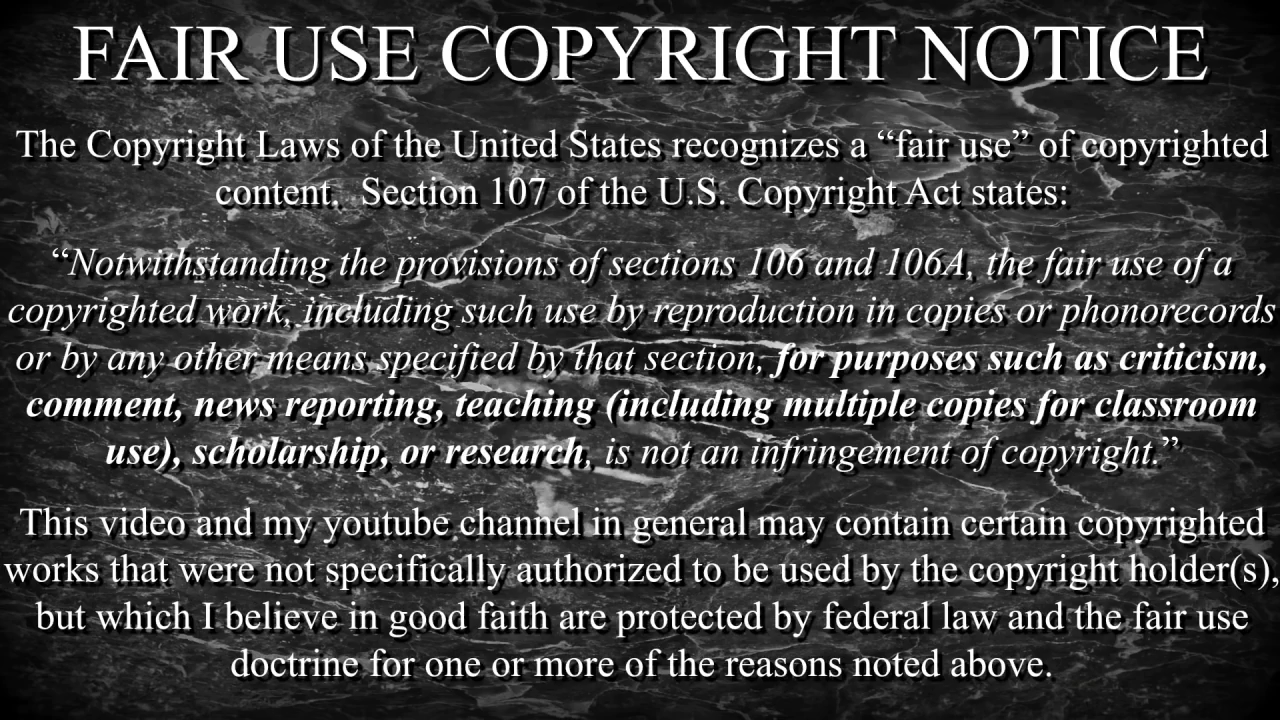 FAIR USE COPYRIGHT NOTICE
The Copyright Laws of the United States recognizes a “fair use” of copyrighted
content.  Section 107 of the U.S. Copyright Act states:
“Notwithstanding the provisions of sections 106 and 106A, the fair use of a
copyrighted work, including such use by reproduction in copies or phonorecords
or by any other means specified by that section, for purposes such as criticism,
comment, news reporting, teaching (including multiple copies for classroom
use), scholarship, or research, is not an infringement of copyright.”
This video and my youtube channel in general may contain certain copyrighted
works that were not specifically authorized to be used by the copyright holder(s),
but which I believe in good faith are protected by federal law and the fair use
doctrine for one or more of the reasons noted above.